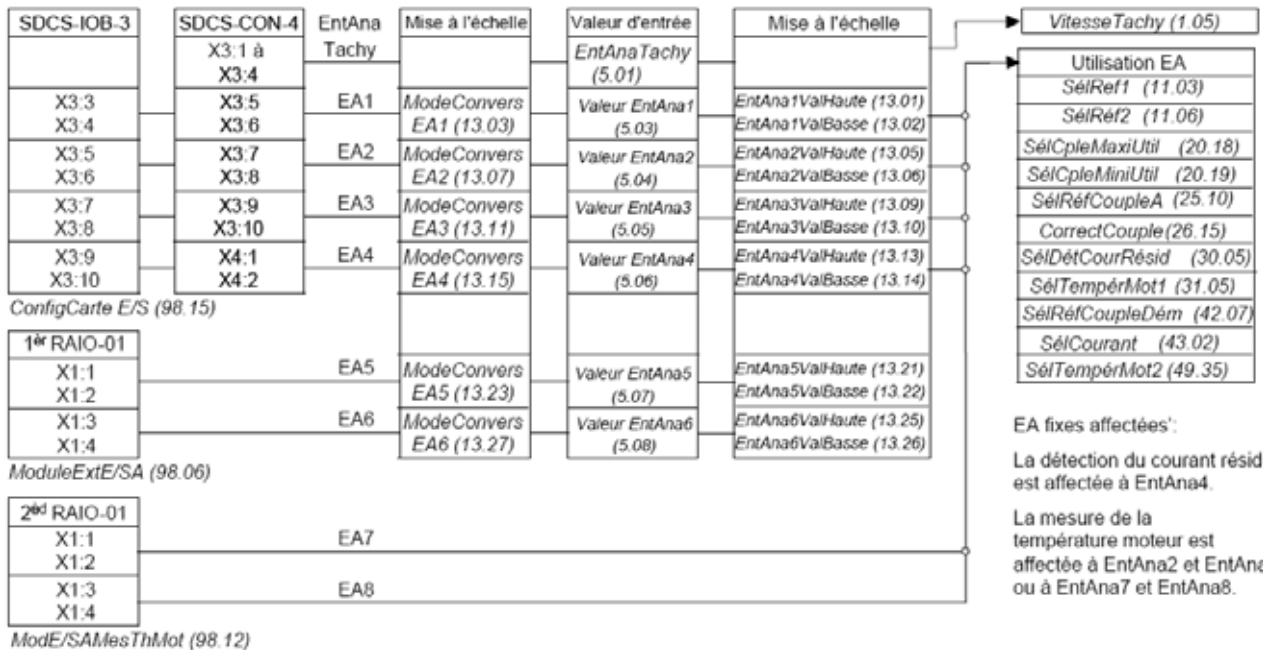 SDCS-IOB-3 SDCS-CON-4 EntAna Mise à l'échelle Valeur d'entrée Mise à l'échelle VitesseTachy (1.05)
X3:1 à Tachy EntAnaTachy
X3:4 (5.01)
X3:3 X3:5 EA1 ModeConvers Valeur EntAna1 EntAna1ValHaute (13.01)
X3:4 X3:6 EA1 (13.03) (5.03) EntAna1ValBasse (13.02)
X3:5 X3:7 EA2 ModeConvers Valeur EntAna2 EntAna2ValHaute (13.05)
X3:6 X3:8 EA2 (13.07) (5.04) EntAna2ValBasse (13.06)
X3:7 X3:9 EA3 ModeConvers Valeur EntAna3 EntAna3ValHaute (13.09)
X3:8 X3:10 EA3 (13.11) (5.05) EntAna3ValBasse (13.10)
X3:9 X4:1 EA4 ModeConvers Valeur EntAna4 EntAna4ValHaute (13.13)
X3:10 X4:2 EA4 (13.15) (5.06) EntAna4ValBasse (13.14)
ConfigCarte E/S (98.15)
1èr RAIO-01
X1:1 EA5 ModeConvers Valeur EntAna5 EntAna5ValHaute (13.21)
X1:2 EA5 (13.23) (5.07) EntAna5ValBasse (13.22)
X1:3 EA6 ModeConvers Valeur EntAna6 EntAna6ValHaute (13.25)
X1:4 EA6 (13.27) (5.08) EntAna6ValBasse (13.26)
ModuleExtE/SA (98.06)
2èd RAIO-01
X1:1 EA7
X1:2
X1:3 EA8
X1:4
ModE/SAMesThMot (98.12)
Utilisation EA
SélRef1 (11.03)
SélRéf2 (11.06)
SélCpleMaxiUtil (20.18)
SélCpleMiniUtil (20.19)
SélRéfCoupleA (25.10)
CorrectCouple (26.15)
SélDétCourRésid (30.05)
SélTempérMot1 (31.05)
SélRéfCoupleDém (42.07)
SélCourant (43.02)
SélTempérMot2 (49.35)
EA fixes affectées':
La détection du courant résid
est affectée à EntAna4.
La mesure de la
température moteur est
affectée à EntAna2 et EntAna
ou à EntAna7 et EntAna8.